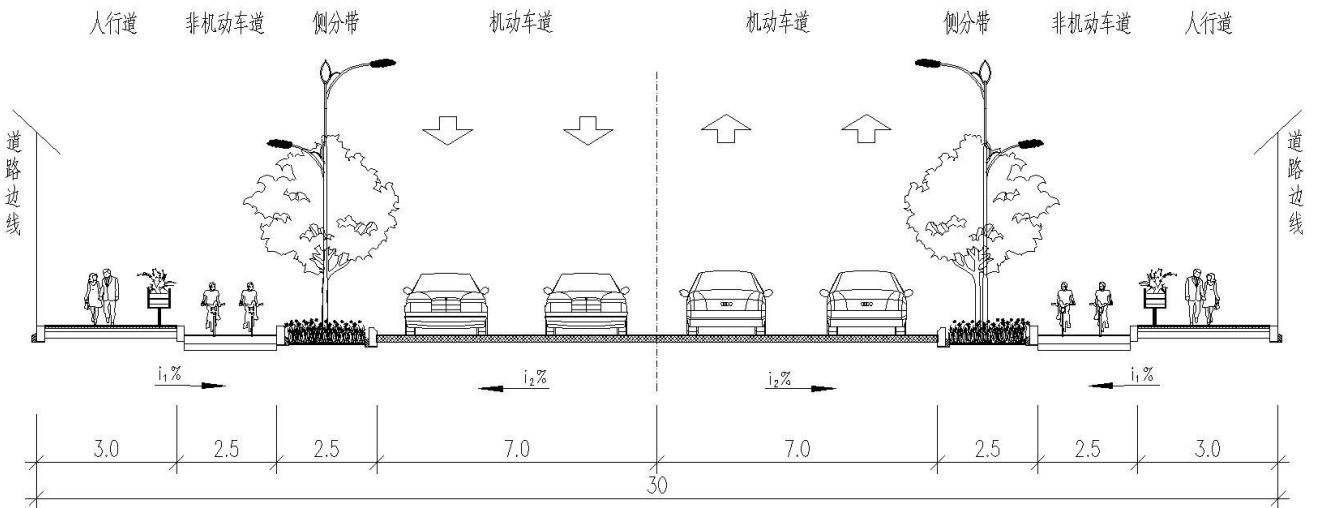 人行道 非机动车道 侧分带 机动车道 机动车道 侧分带 非机动车道 人行道
道路边线
道路边线
i₁% i₂% i₂% i₁%
3.0 2.5 2.5 7.0 7.0 2.5 2.5 3.0
30